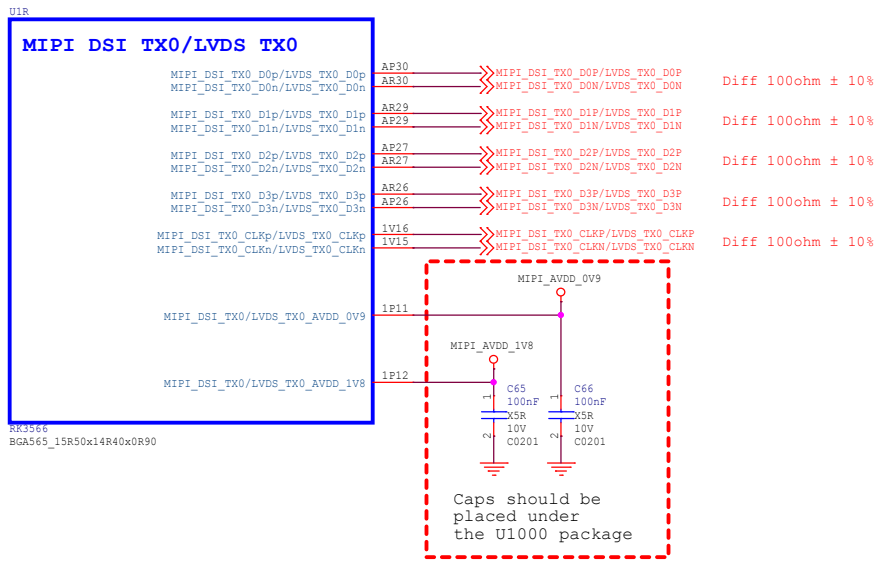 U1R
MIPI DSI TX0/LVDS TX0
MIPI_DSI_TX0_D0p/LVDS_TX0_D0p AP30 MIPI_DSI_TX0_D0P/LVDS_TX0_D0P
MIPI_DSI_TX0_D0n/LVDS_TX0_D0n AR30 MIPI_DSI_TX0_D0N/LVDS_TX0_D0N
Diff 100ohm ± 10%
MIPI_DSI_TX0_D1p/LVDS_TX0_D1p AR29 MIPI_DSI_TX0_D1P/LVDS_TX0_D1P
MIPI_DSI_TX0_D1n/LVDS_TX0_D1n AP29 MIPI_DSI_TX0_D1N/LVDS_TX0_D1N
Diff 100ohm ± 10%
MIPI_DSI_TX0_D2p/LVDS_TX0_D2p AP27 MIPI_DSI_TX0_D2P/LVDS_TX0_D2P
MIPI_DSI_TX0_D2n/LVDS_TX0_D2n AR27 MIPI_DSI_TX0_D2N/LVDS_TX0_D2N
Diff 100ohm ± 10%
MIPI_DSI_TX0_D3p/LVDS_TX0_D3p AR26 MIPI_DSI_TX0_D3P/LVDS_TX0_D3P
MIPI_DSI_TX0_D3n/LVDS_TX0_D3n AP26 MIPI_DSI_TX0_D3N/LVDS_TX0_D3N
Diff 100ohm ± 10%
MIPI_DSI_TX0_CLKp/LVDS_TX0_CLKp 1V16 MIPI_DSI_TX0_CLKP/LVDS_TX0_CLKP
MIPI_DSI_TX0_CLKn/LVDS_TX0_CLKn 1V15 MIPI_DSI_TX0_CLKN/LVDS_TX0_CLKN
Diff 100ohm ± 10%
MIPI_AVDD_0V9
MIPI_DSI_TX0/LVDS_TX0_AVDD_0V9 1P11
MIPI_AVDD_1V8
MIPI_DSI_TX0/LVDS_TX0_AVDD_1V8 1P12
1 C65 1 C66
100nF 100nF
X5R X5R
10V 10V
2 C0201 2 C0201
RK3566
BGA565_15R50x14R40x0R90
Caps should be
placed under
the U1000 package